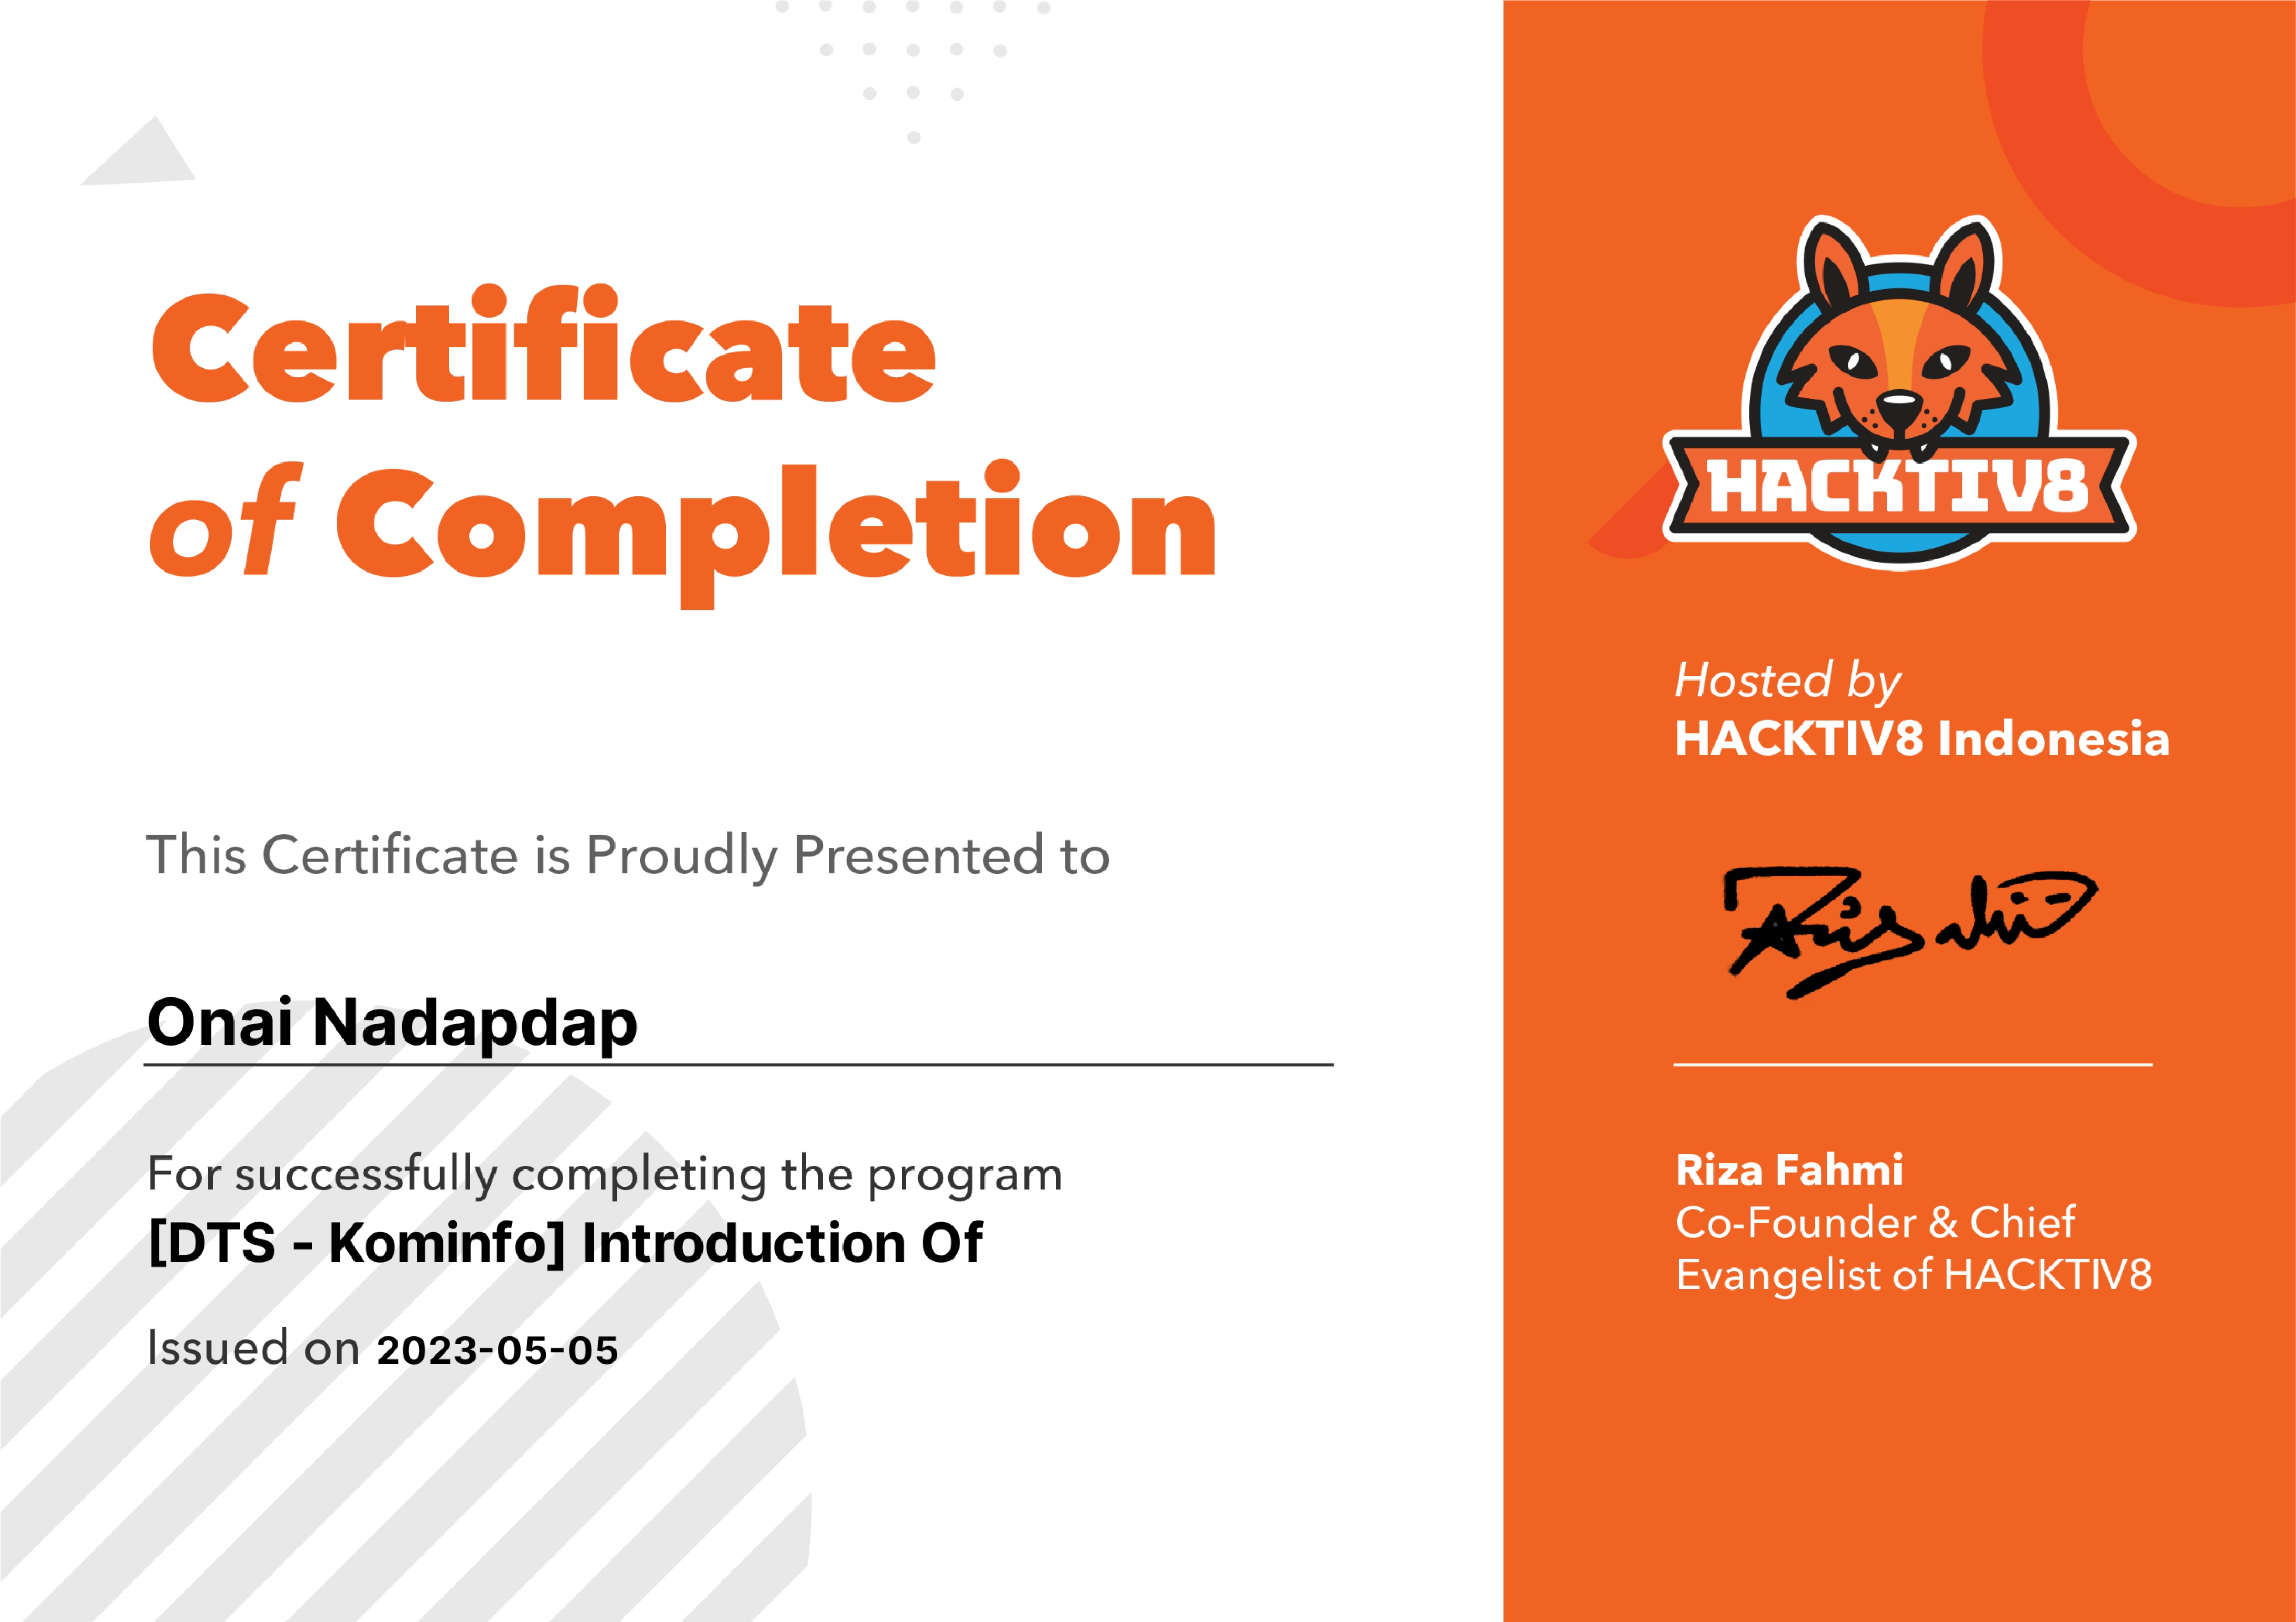 Certificate
of Completion
This Certificate is Proudly Presented to
Onai Nadapdap
For successfully completing the program
[DTS - Kominfo] Introduction Of
Issued on 2023-05-05
HACKTIV8
Hosted by
HACKTIV8 Indonesia
Riza Fahmi
Co-Founder & Chief
Evangelist of HACKTIV8